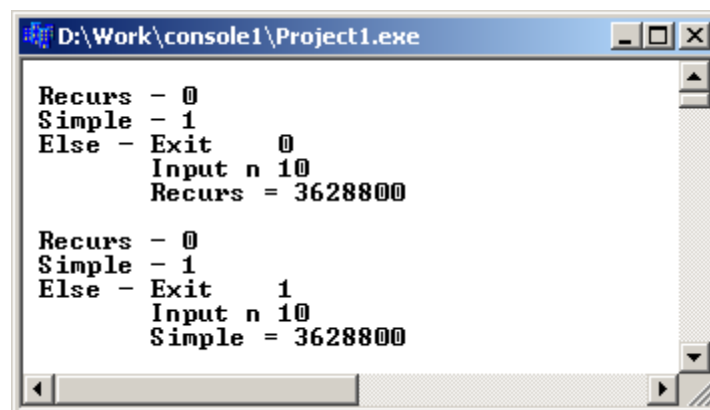 D:\Work\console1\Project1.exe
Recurs - 0
Simple - 1
Else - Exit 0
Input n 10
Recurs = 3628800
Recurs - 0
Simple - 1
Else - Exit 1
Input n 10
Simple = 3628800